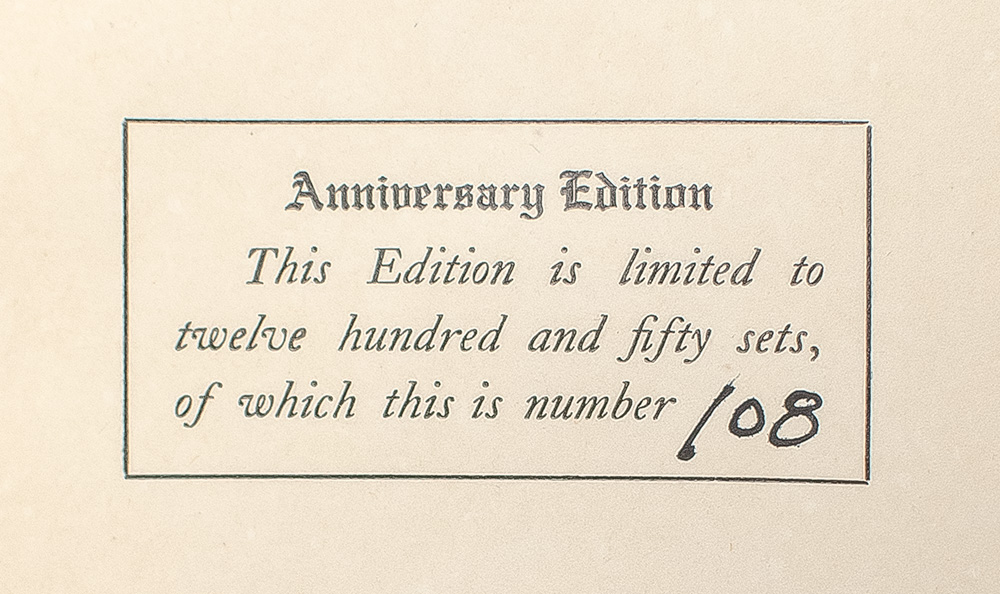 Anniversary Edition
This Edition is limited to
twelve hundred and fifty sets,
of which this is number 108